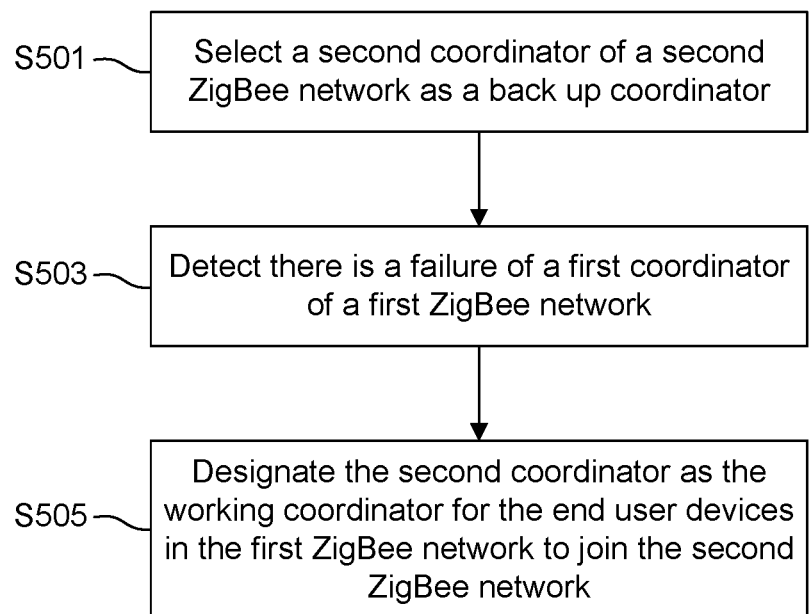 S501
Select a second coordinator of a second
ZigBee network as a back up coordinator
S503
Detect there is a failure of a first coordinator
of a first ZigBee network
S505
Designate the second coordinator as the
working coordinator for the end user devices
in the first ZigBee network to join the second
ZigBee network